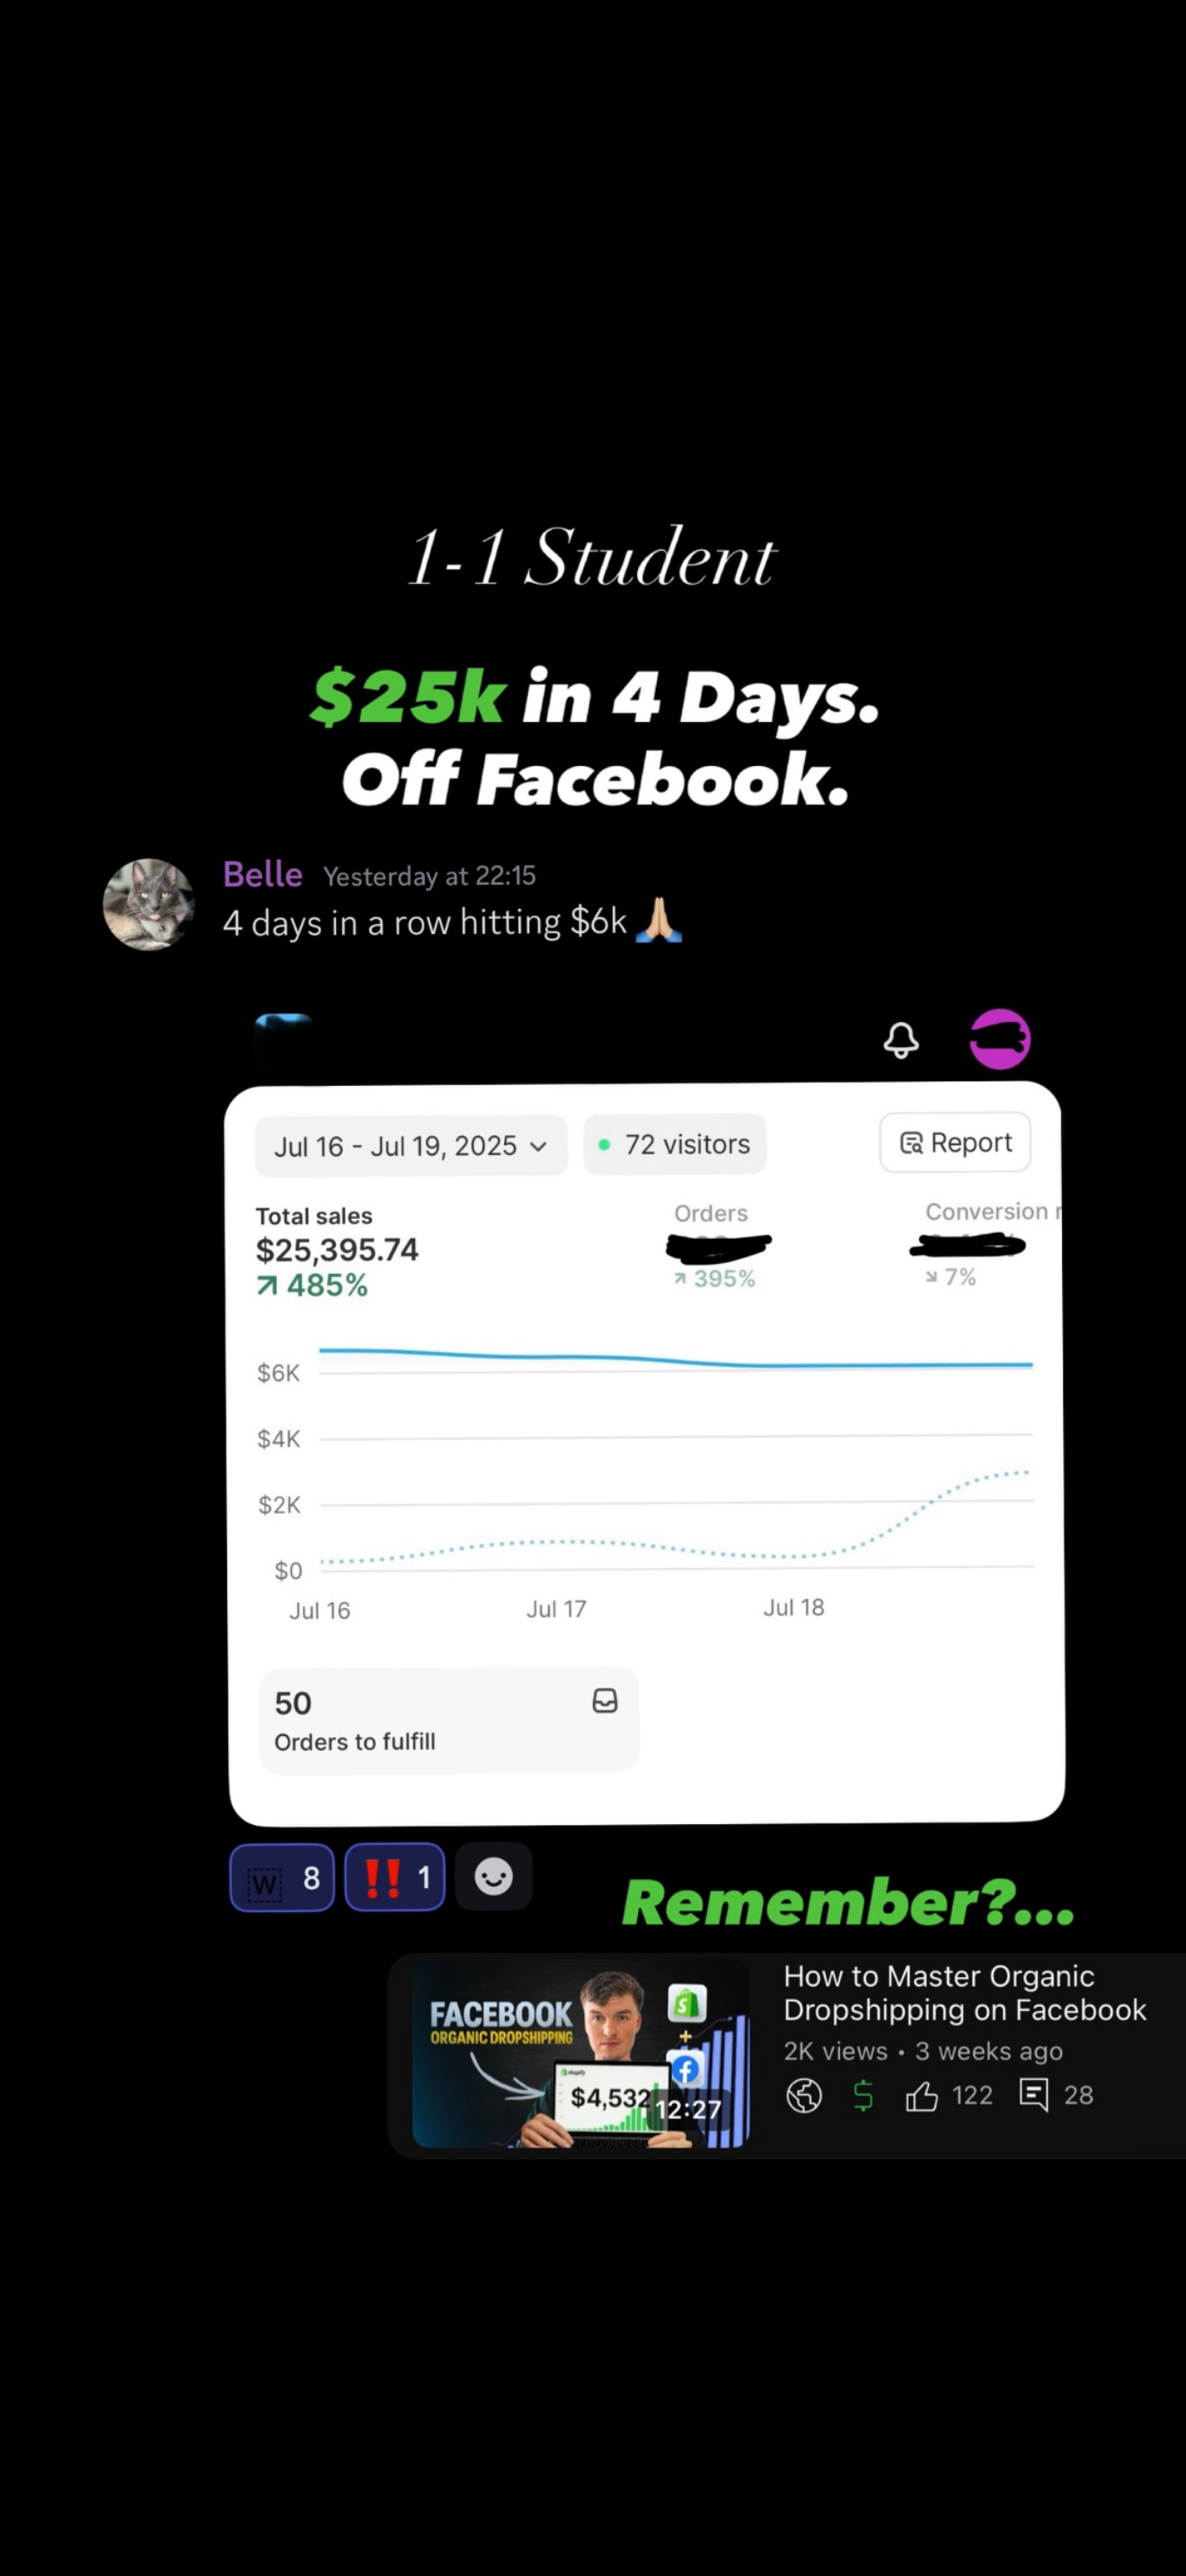 1-1 Student
$25k in 4 Days.
Off Facebook.
Belle Yesterday at 22:15
4 days in a row hitting $6k 🙏🏼
Jul 16 - Jul 19, 2025
72 visitors
Report
Total sales
$25,395.74
↗ 485%
Orders
↗ 395%
Conversion r
↘ 7%
$6K
$4K
$2K
$0
Jul 16
Jul 17
Jul 18
50
Orders to fulfill
W 8
‼️ 1
Remember?...
FACEBOOK
ORGANIC DROPSHIPPING
shopify
$4,532
12:27
How to Master Organic
Dropshipping on Facebook
2K views • 3 weeks ago
122
28